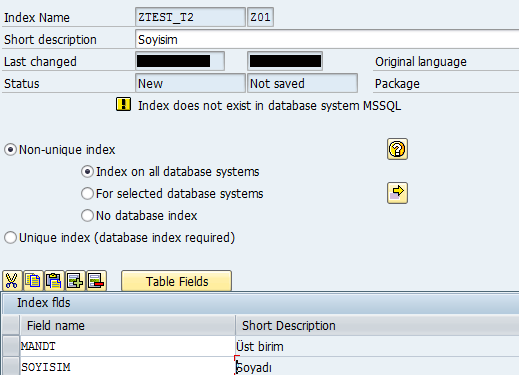 Index Name ZTEST_T2 Z01
Short description Soyisim
Last changed Original language
Status New Not saved Package
Index does not exist in database system MSSQL
Non-unique index
Index on all database systems
For selected database systems
No database index
Unique index (database index required)
Table Fields
Index flds
Field name Short Description
MANDT Üst birim
SOYISIM Soyadı